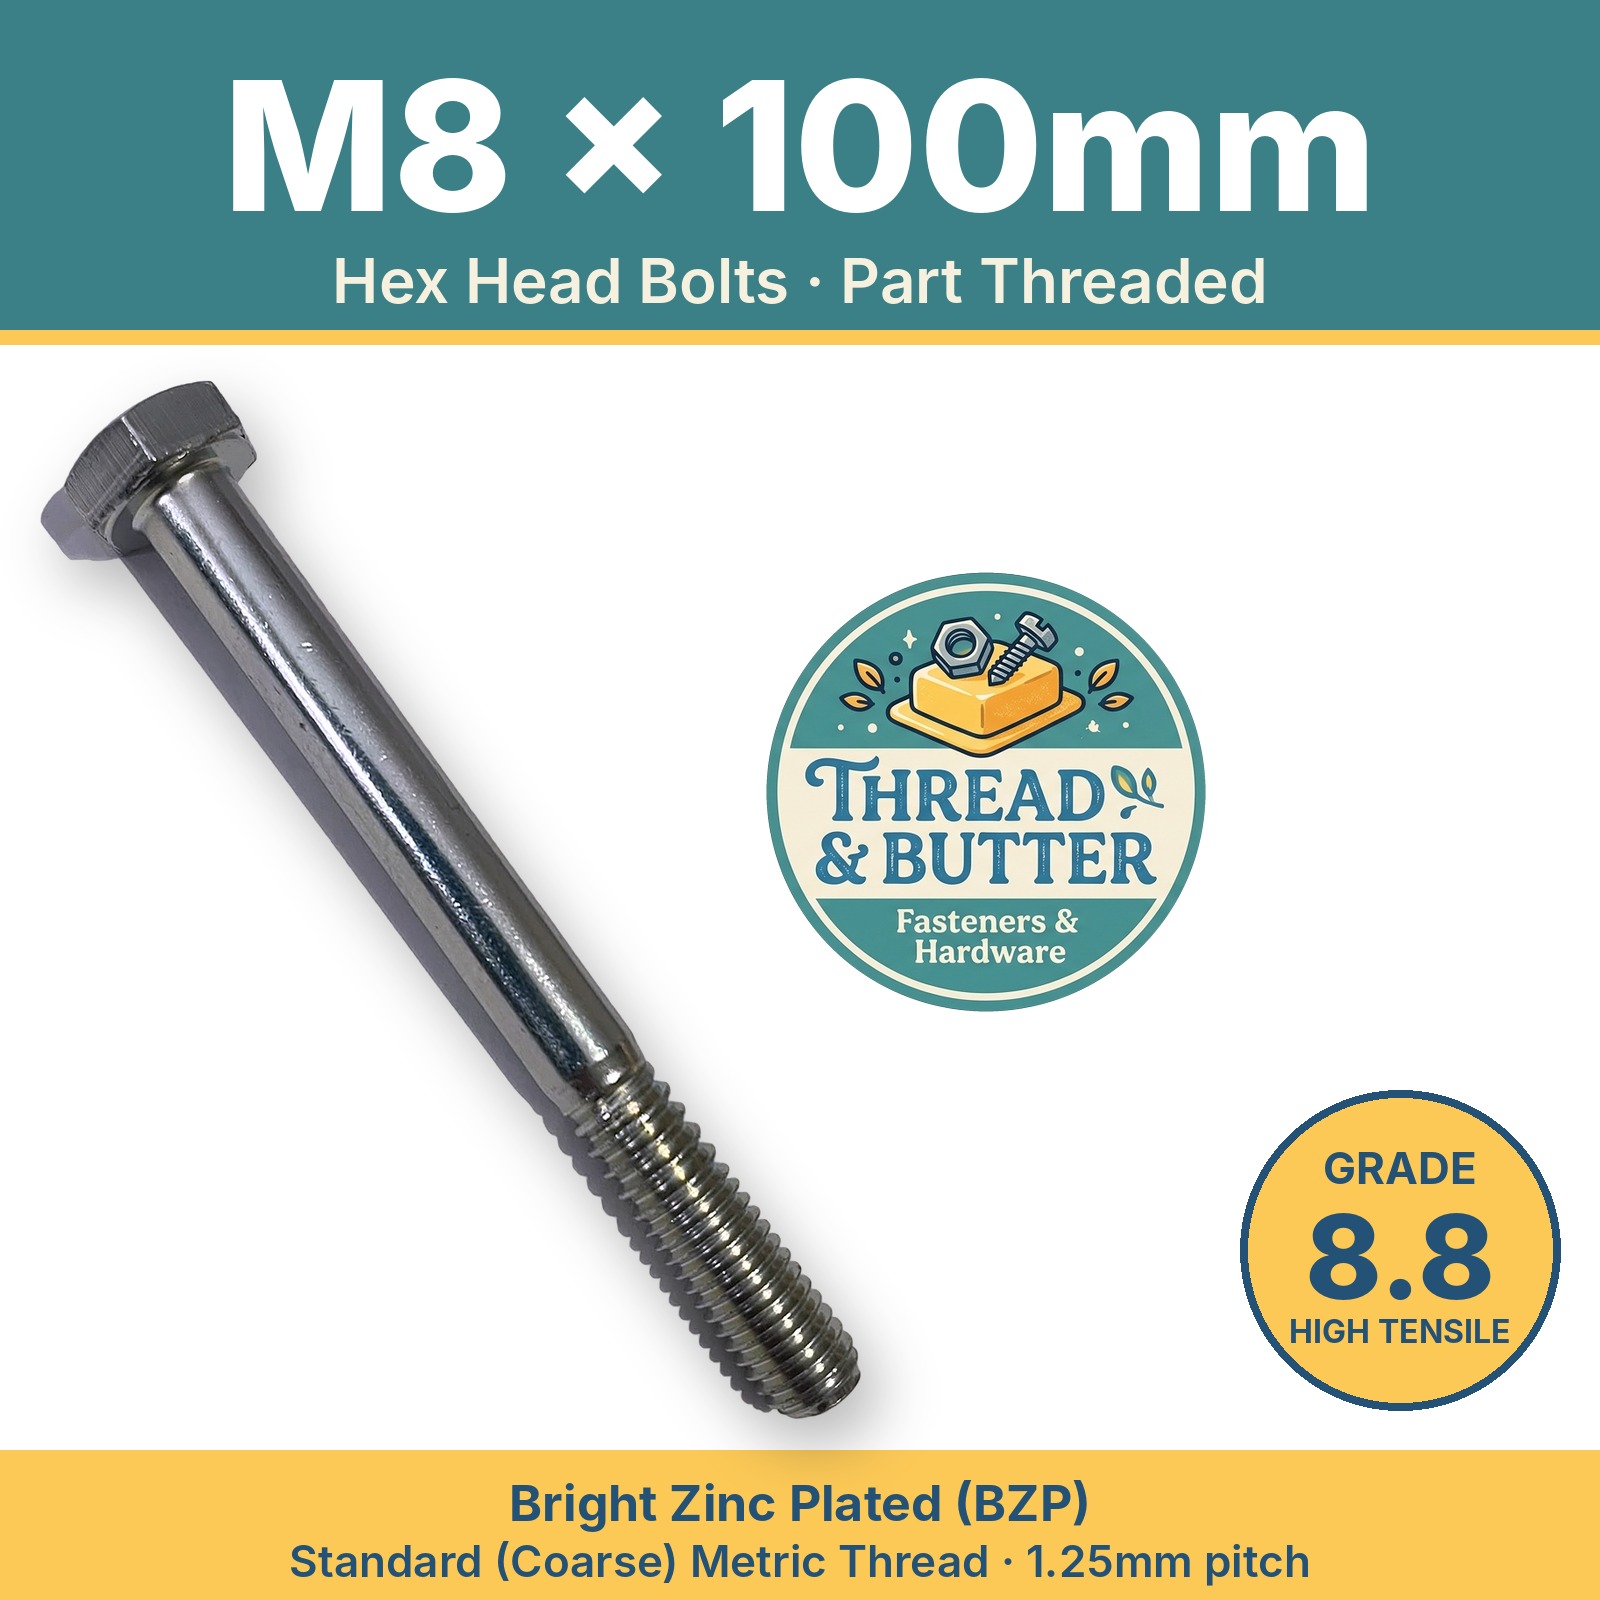 M8 × 100mm
Hex Head Bolts · Part Threaded
THREAD
& BUTTER
Fasteners &
Hardware
GRADE
8.8
HIGH TENSILE
Bright Zinc Plated (BZP)
Standard (Coarse) Metric Thread · 1.25mm pitch